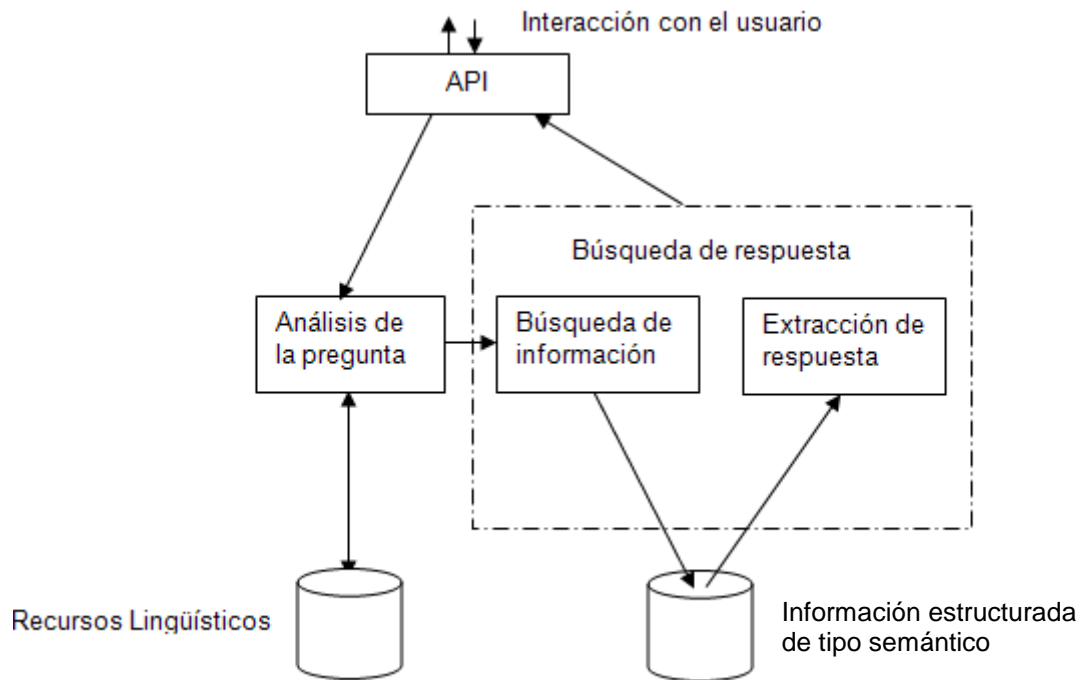 Interacción con el usuario
API
Búsqueda de respuesta
Análisis de
la pregunta
Búsqueda de
información
Extracción de
respuesta
Recursos Lingüísticos
Información estructurada
de tipo semántico